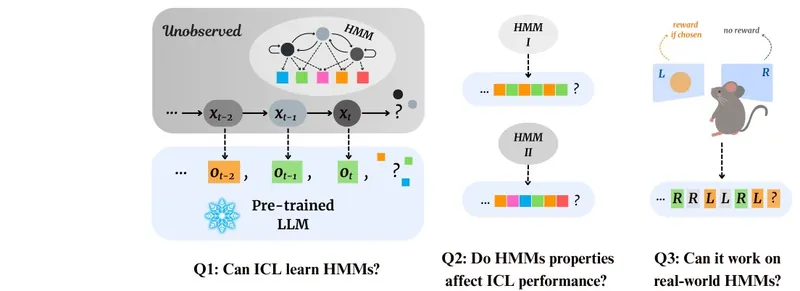 Unobserved
HMM
... X_{t-2} X_{t-1} X_t ?
... O_{t-2} , O_{t-1} , O_t , ?
Pre-trained
LLM
Q1: Can ICL learn HMMs?
HMM
I
... ?
HMM
II
... ?
Q2: Do HMMs properties
affect ICL performance?
reward
if chosen
no reward
L R
... R R L L R L ?
Q3: Can it work on
real-world HMMs?